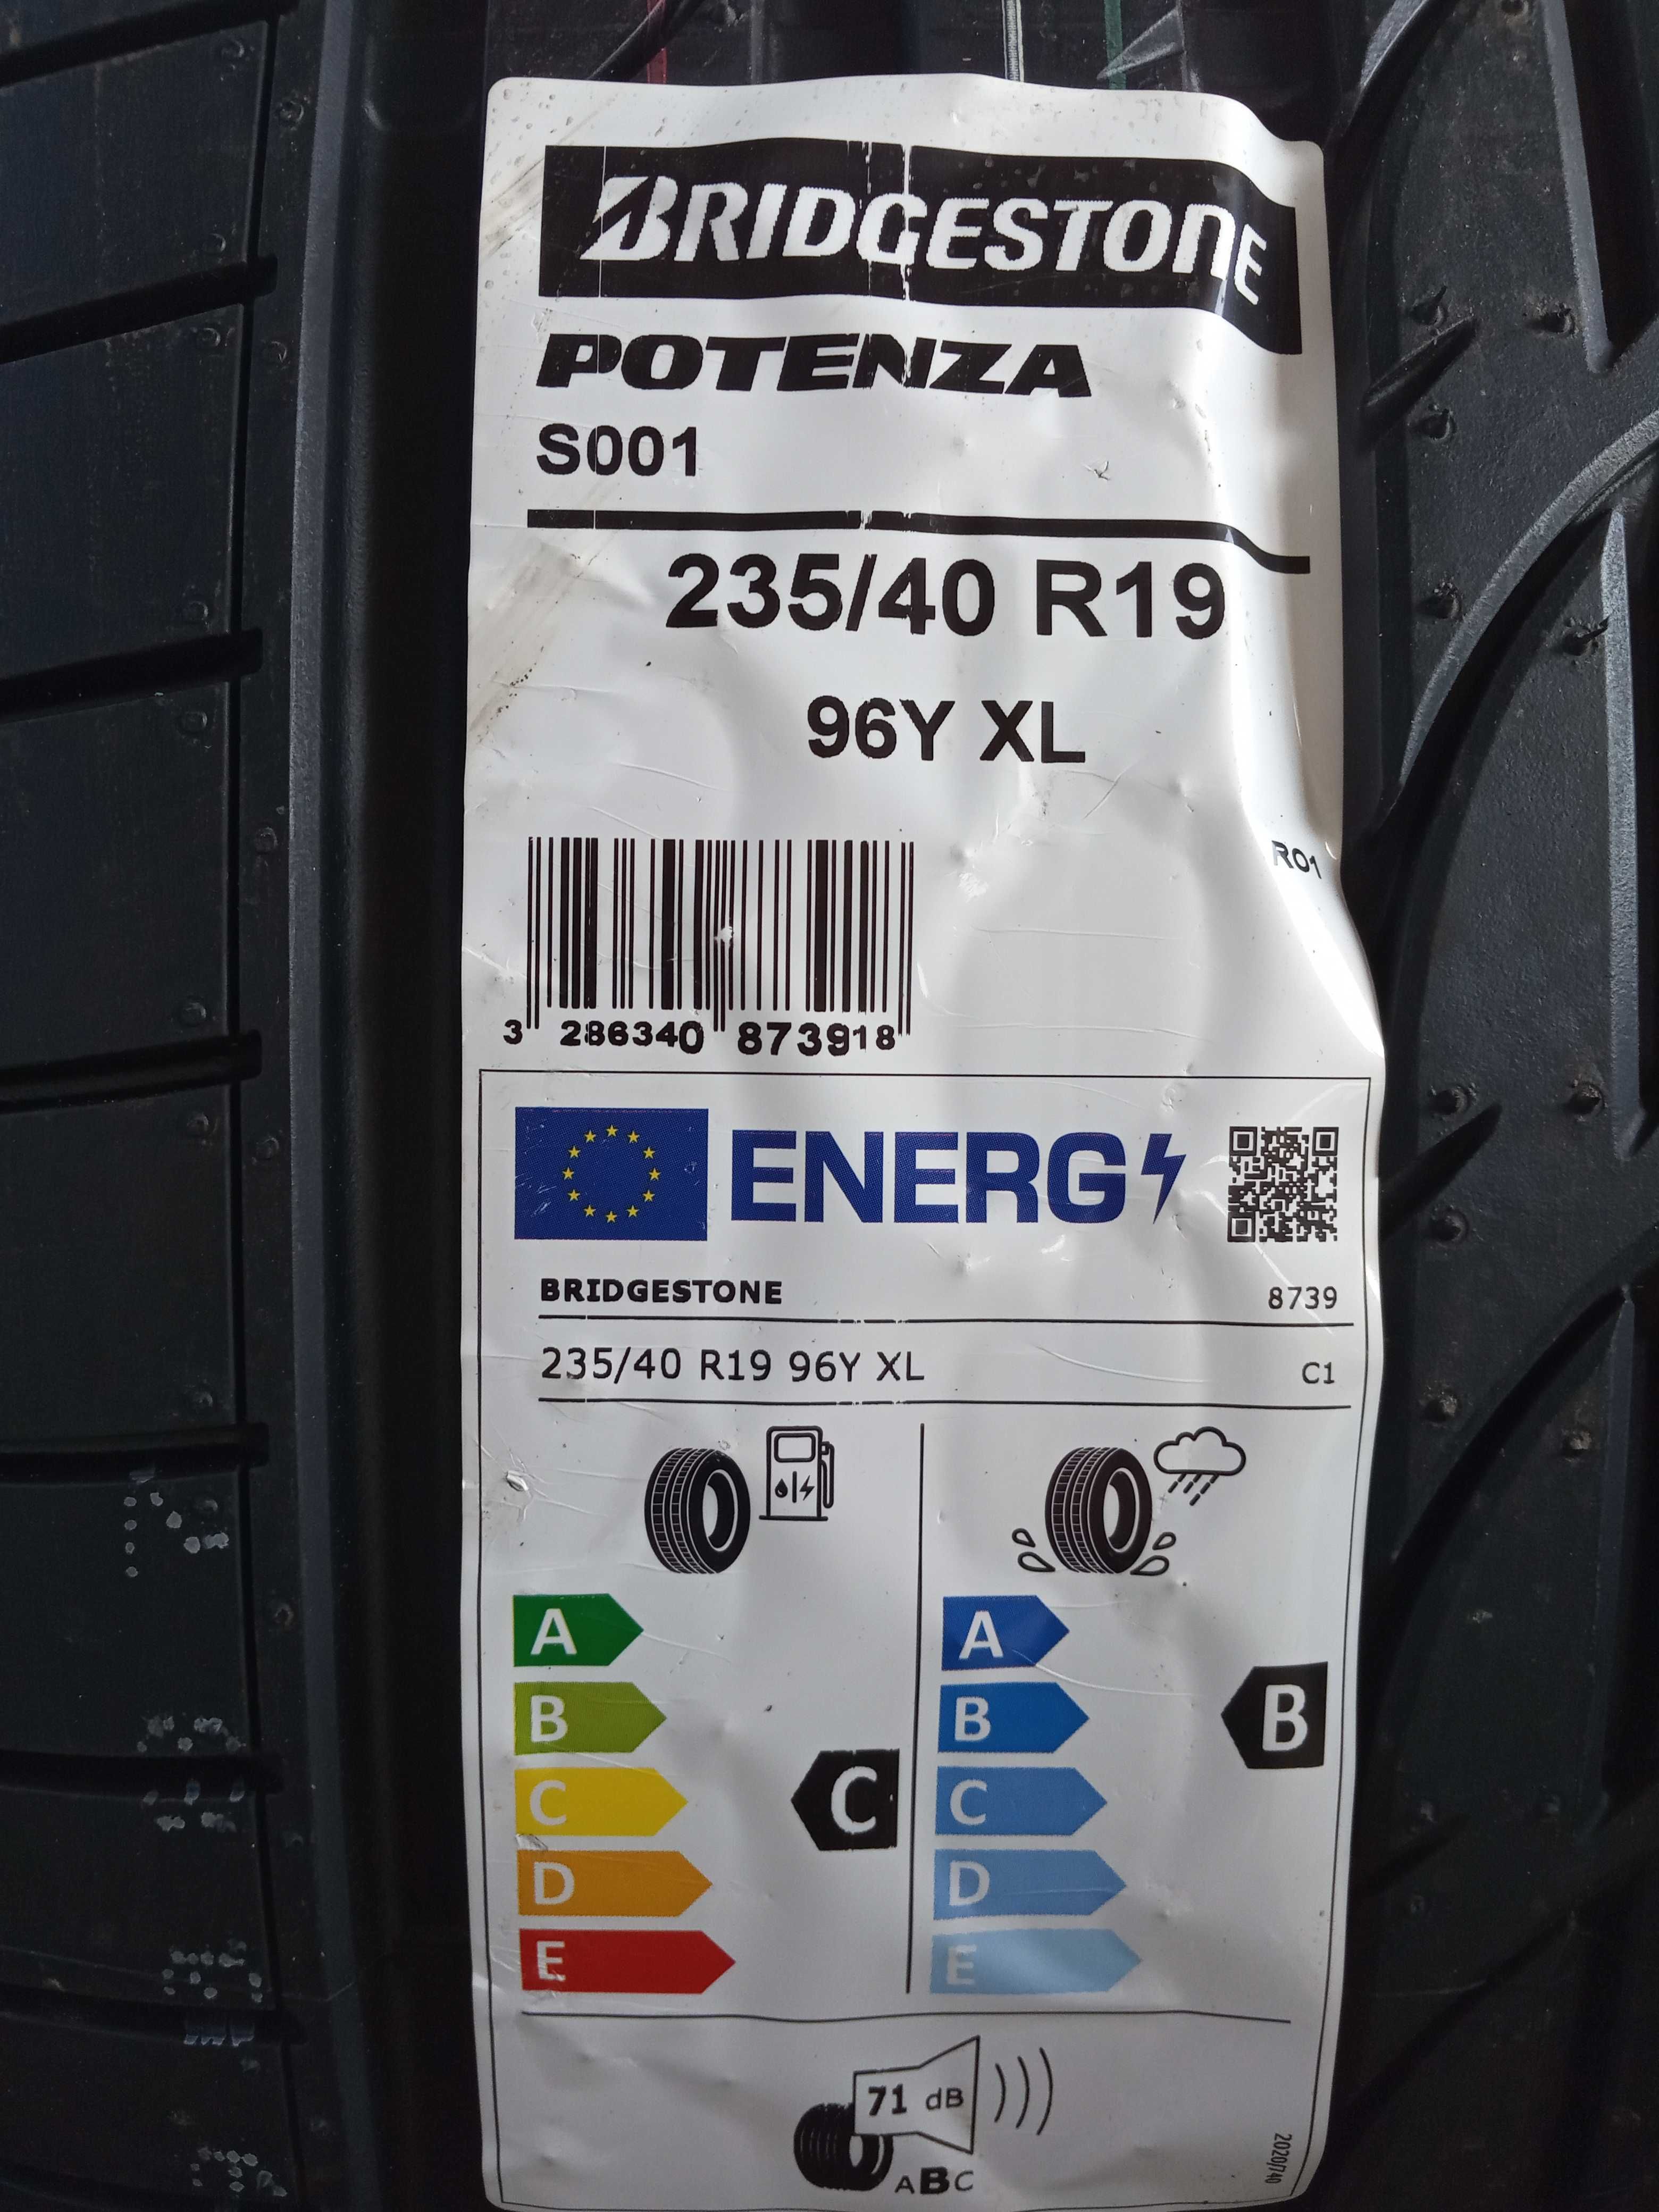 BRIDGESTONE
POTENZA
S001
235/40 R19
96Y XL
RO1
3 286340 873918
ENERG
BRIDGESTONE 8739
235/40 R19 96Y XL C1
A A
B B B
C C C
D D
E E
71 dB
ABC
2020/740